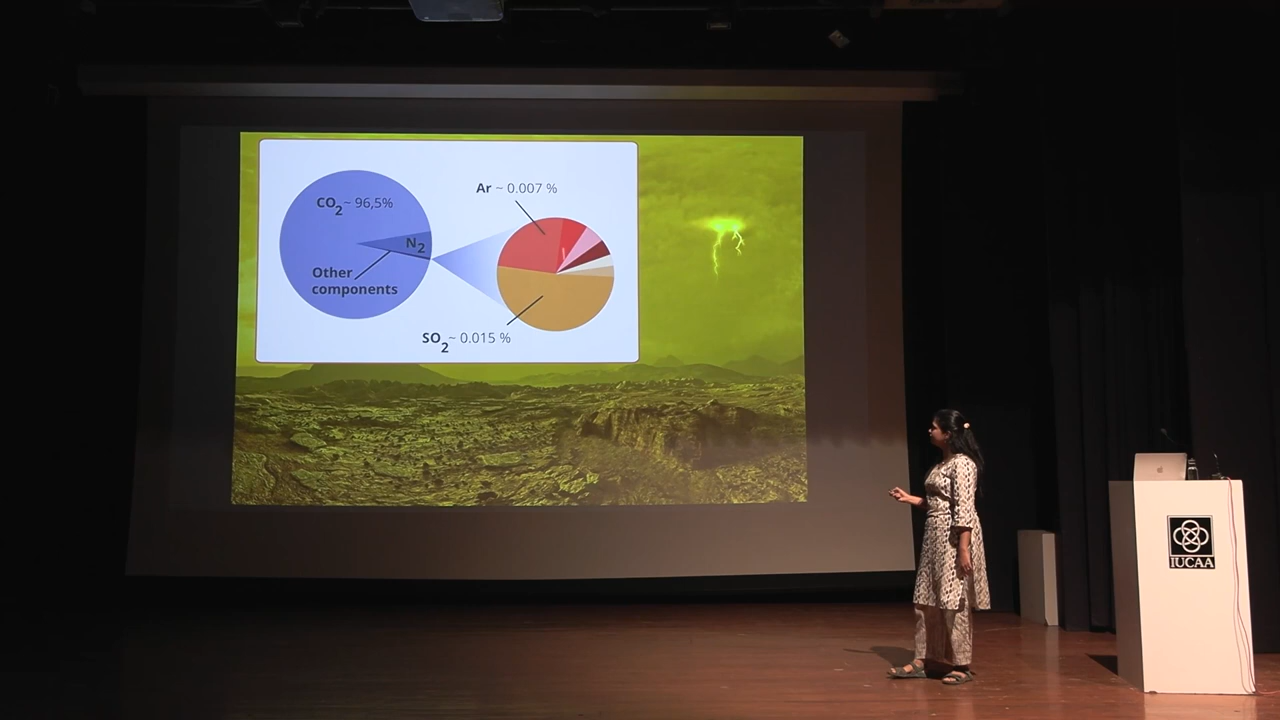 CO2~ 96,5%
N2
Other
components
Ar ~ 0.007 %
SO2~ 0.015 %
IUCAA